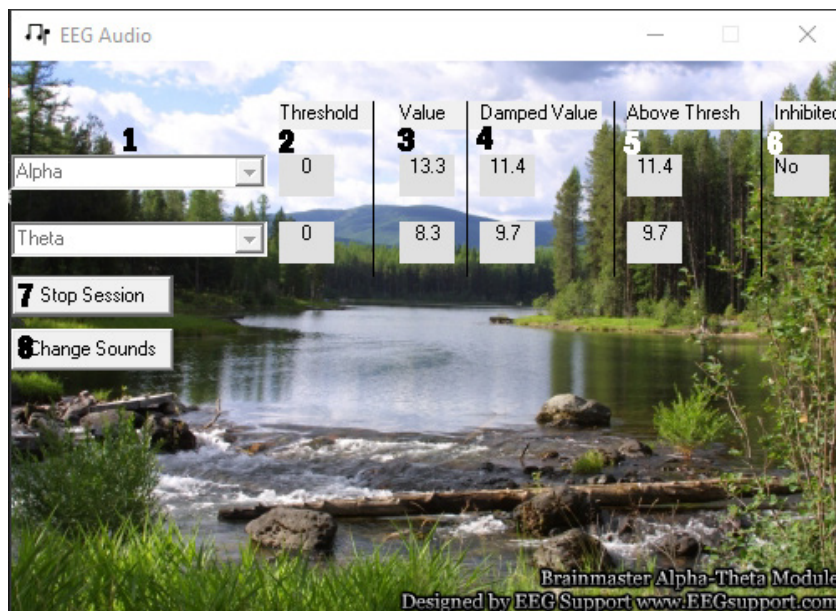 EEG Audio
Threshold Value Damped Value Above Thresh Inhibited
1 2 3 4 5 6
Alpha 0 13.3 11.4 11.4 No
Theta 0 8.3 9.7 9.7
7 Stop Session
8 Change Sounds
Brainmaster Alpha-Theta Module
Designed by EEG Support www.EEGsupport.com